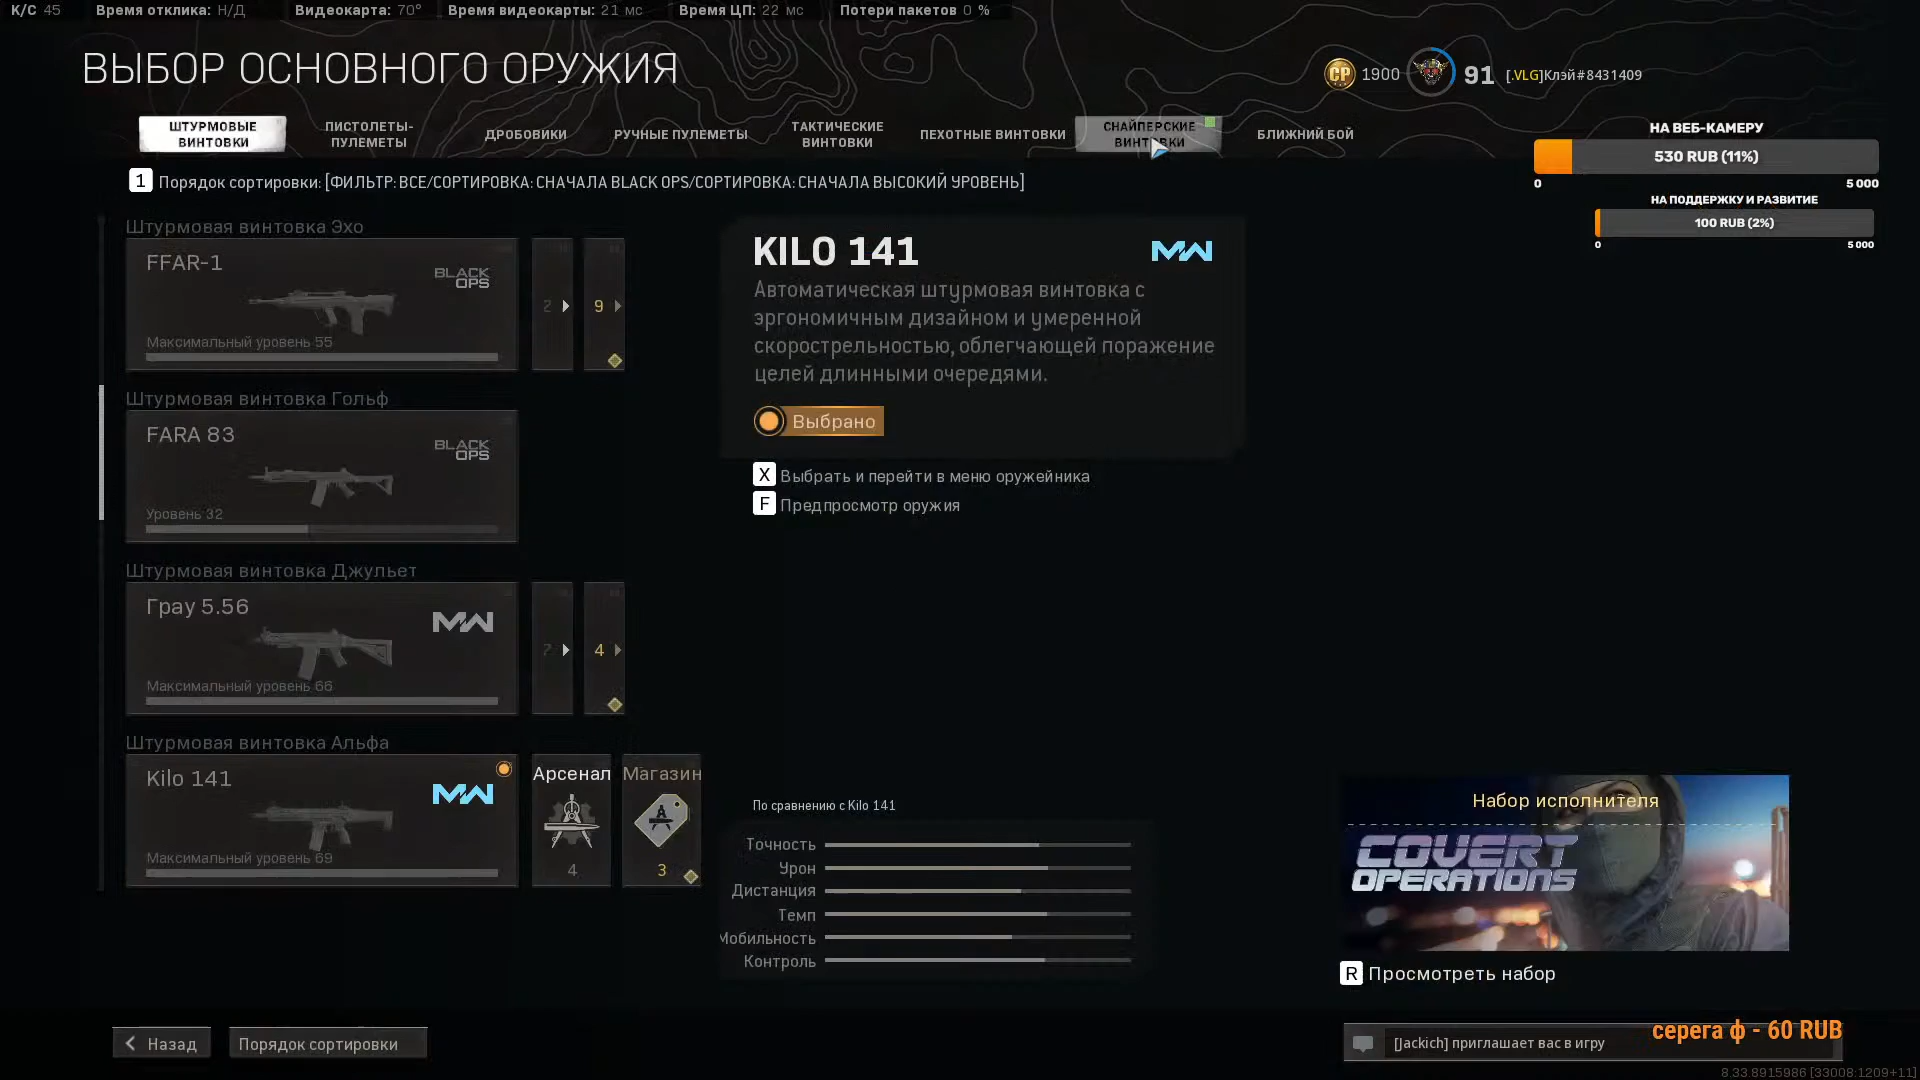 К/С 45 Время отклика: Н/Д Видеокарта: 70° Время видеокарты: 21 мс Время ЦП: 22 мс Потери пакетов 0 %
ВЫБОР ОСНОВНОГО ОРУЖИЯ
CP 1900 91 [.VLG]Клэй#8431409
ШТУРМОВЫЕ ВИНТОВКИ
ПИСТОЛЕТЫ-ПУЛЕМЕТЫ
ДРОБОВИКИ
РУЧНЫЕ ПУЛЕМЕТЫ
ТАКТИЧЕСКИЕ ВИНТОВКИ
ПЕХОТНЫЕ ВИНТОВКИ
СНАЙПЕРСКИЕ ВИНТОВКИ
БЛИЖНИЙ БОЙ
НА ВЕБ-КАМЕРУ
530 RUB (11%)
0 5 000
НА ПОДДЕРЖКУ И РАЗВИТИЕ
100 RUB (2%)
0 5 000
1 Порядок сортировки: [ФИЛЬТР: ВСЕ/СОРТИРОВКА: СНАЧАЛА BLACK OPS/СОРТИРОВКА: СНАЧАЛА ВЫСОКИЙ УРОВЕНЬ]
Штурмовая винтовка Эхо
FFAR-1
BLACK OPS
Максимальный уровень 55
2 9
Штурмовая винтовка Гольф
FARA 83
BLACK OPS
Уровень 32
Штурмовая винтовка Джульет
Грау 5.56
MW
Максимальный уровень 66
7 4
Штурмовая винтовка Альфа
Kilo 141
MW
Максимальный уровень 69
Арсенал
4
Магазин
3
KILO 141
MW
Автоматическая штурмовая винтовка с
эргономичным дизайном и умеренной
скорострельностью, облегчающей поражение
целей длинными очередями.
Выбрано
X Выбрать и перейти в меню оружейника
F Предпросмотр оружия
По сравнению с Kilo 141
Точность
Урон
Дистанция
Темп
Мобильность
Контроль
Набор исполнителя
COVERT
OPERATIONS
R Просмотреть набор
Назад
Порядок сортировки
[Jackich] приглашает вас в игру
серега ф - 60 RUB
8.33.8915986 [33008:1209+11]